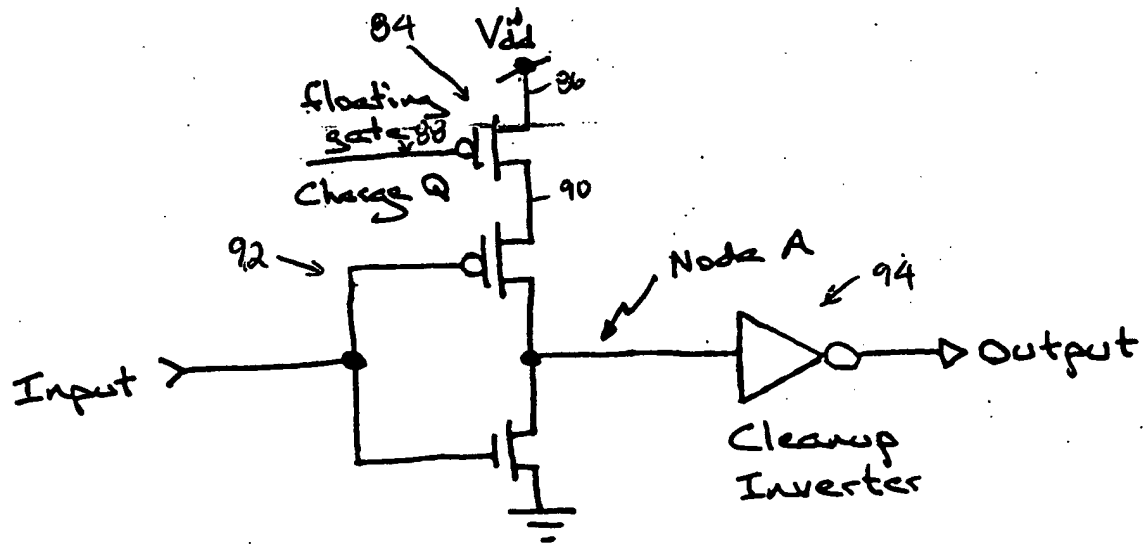 84
Vdd
86
floating
gate 88
Charge Q
90
92
Node A
94
Input
Output
Cleanup
Inverter